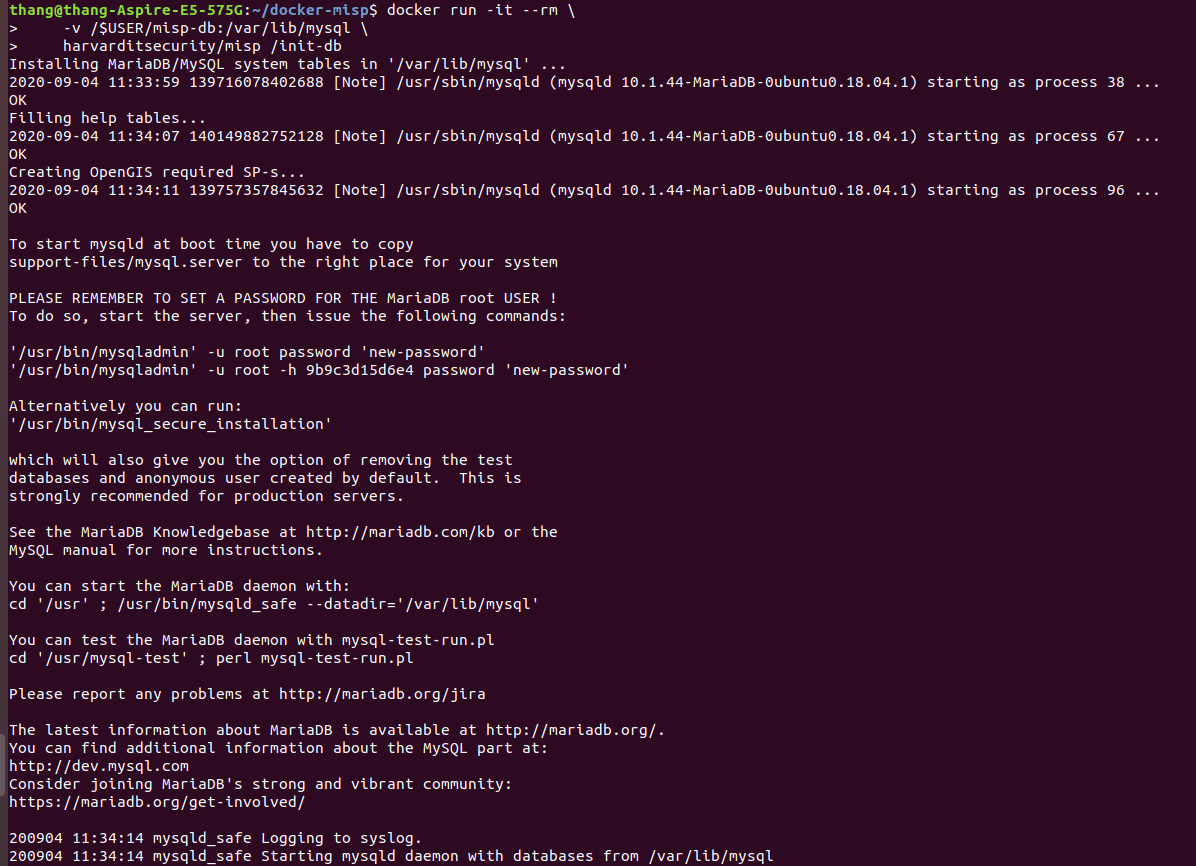 thang@thang-Aspire-E5-575G:~/docker-misp$ docker run -it --rm \
>     -v /$USER/misp-db:/var/lib/mysql \
>     harvarditsecurity/misp /init-db
Installing MariaDB/MySQL system tables in '/var/lib/mysql' ...
2020-09-04 11:33:59 139716078402688 [Note] /usr/sbin/mysqld (mysqld 10.1.44-MariaDB-0ubuntu0.18.04.1) starting as process 38 ...
OK
Filling help tables...
2020-09-04 11:34:07 140149882752128 [Note] /usr/sbin/mysqld (mysqld 10.1.44-MariaDB-0ubuntu0.18.04.1) starting as process 67 ...
OK
Creating OpenGIS required SP-s...
2020-09-04 11:34:11 139757357845632 [Note] /usr/sbin/mysqld (mysqld 10.1.44-MariaDB-0ubuntu0.18.04.1) starting as process 96 ...
OK

To start mysqld at boot time you have to copy
support-files/mysql.server to the right place for your system

PLEASE REMEMBER TO SET A PASSWORD FOR THE MariaDB root USER !
To do so, start the server, then issue the following commands:

'/usr/bin/mysqladmin' -u root password 'new-password'
'/usr/bin/mysqladmin' -u root -h 9b9c3d15d6e4 password 'new-password'

Alternatively you can run:
'/usr/bin/mysql_secure_installation'

which will also give you the option of removing the test
databases and anonymous user created by default.  This is
strongly recommended for production servers.

See the MariaDB Knowledgebase at http://mariadb.com/kb or the
MySQL manual for more instructions.

You can start the MariaDB daemon with:
cd '/usr' ; /usr/bin/mysqld_safe --datadir='/var/lib/mysql'

You can test the MariaDB daemon with mysql-test-run.pl
cd '/usr/mysql-test' ; perl mysql-test-run.pl

Please report any problems at http://mariadb.org/jira

The latest information about MariaDB is available at http://mariadb.org/.
You can find additional information about the MySQL part at:
http://dev.mysql.com
Consider joining MariaDB's strong and vibrant community:
https://mariadb.org/get-involved/

200904 11:34:14 mysqld_safe Logging to syslog.
200904 11:34:14 mysqld_safe Starting mysqld daemon with databases from /var/lib/mysql